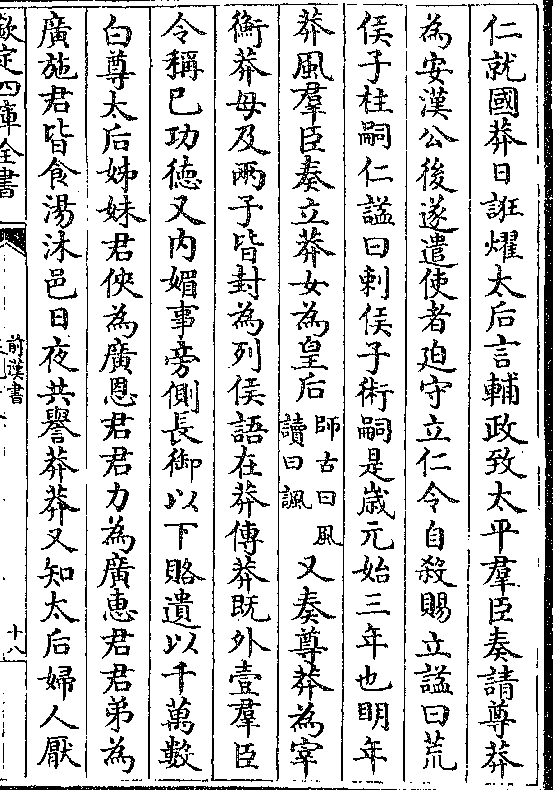 仁就國莽日誑燿太后言輔政致太平羣臣奏請尊莽
為安漢公後遂遣使者迫守立仁令自殺賜立諡曰荒
侯子柱嗣仁諡曰刺侯子術嗣是歲元始三年也明年
莽風羣臣奏立莽女為皇后師古曰風讀曰諷又奏尊莽為宰
衡莽母及兩子皆封為列侯語在莽傳莽既外壹羣臣
令稱已功徳又内媚事旁側長御以下賂遺以千萬數
白尊太后姊妹君俠為廣恩君君力為廣惠君君弟為
廣施君皆食湯沐邑日夜共譽莽莽又知太后婦人厭
欽定四庫全書
前漢書
十八